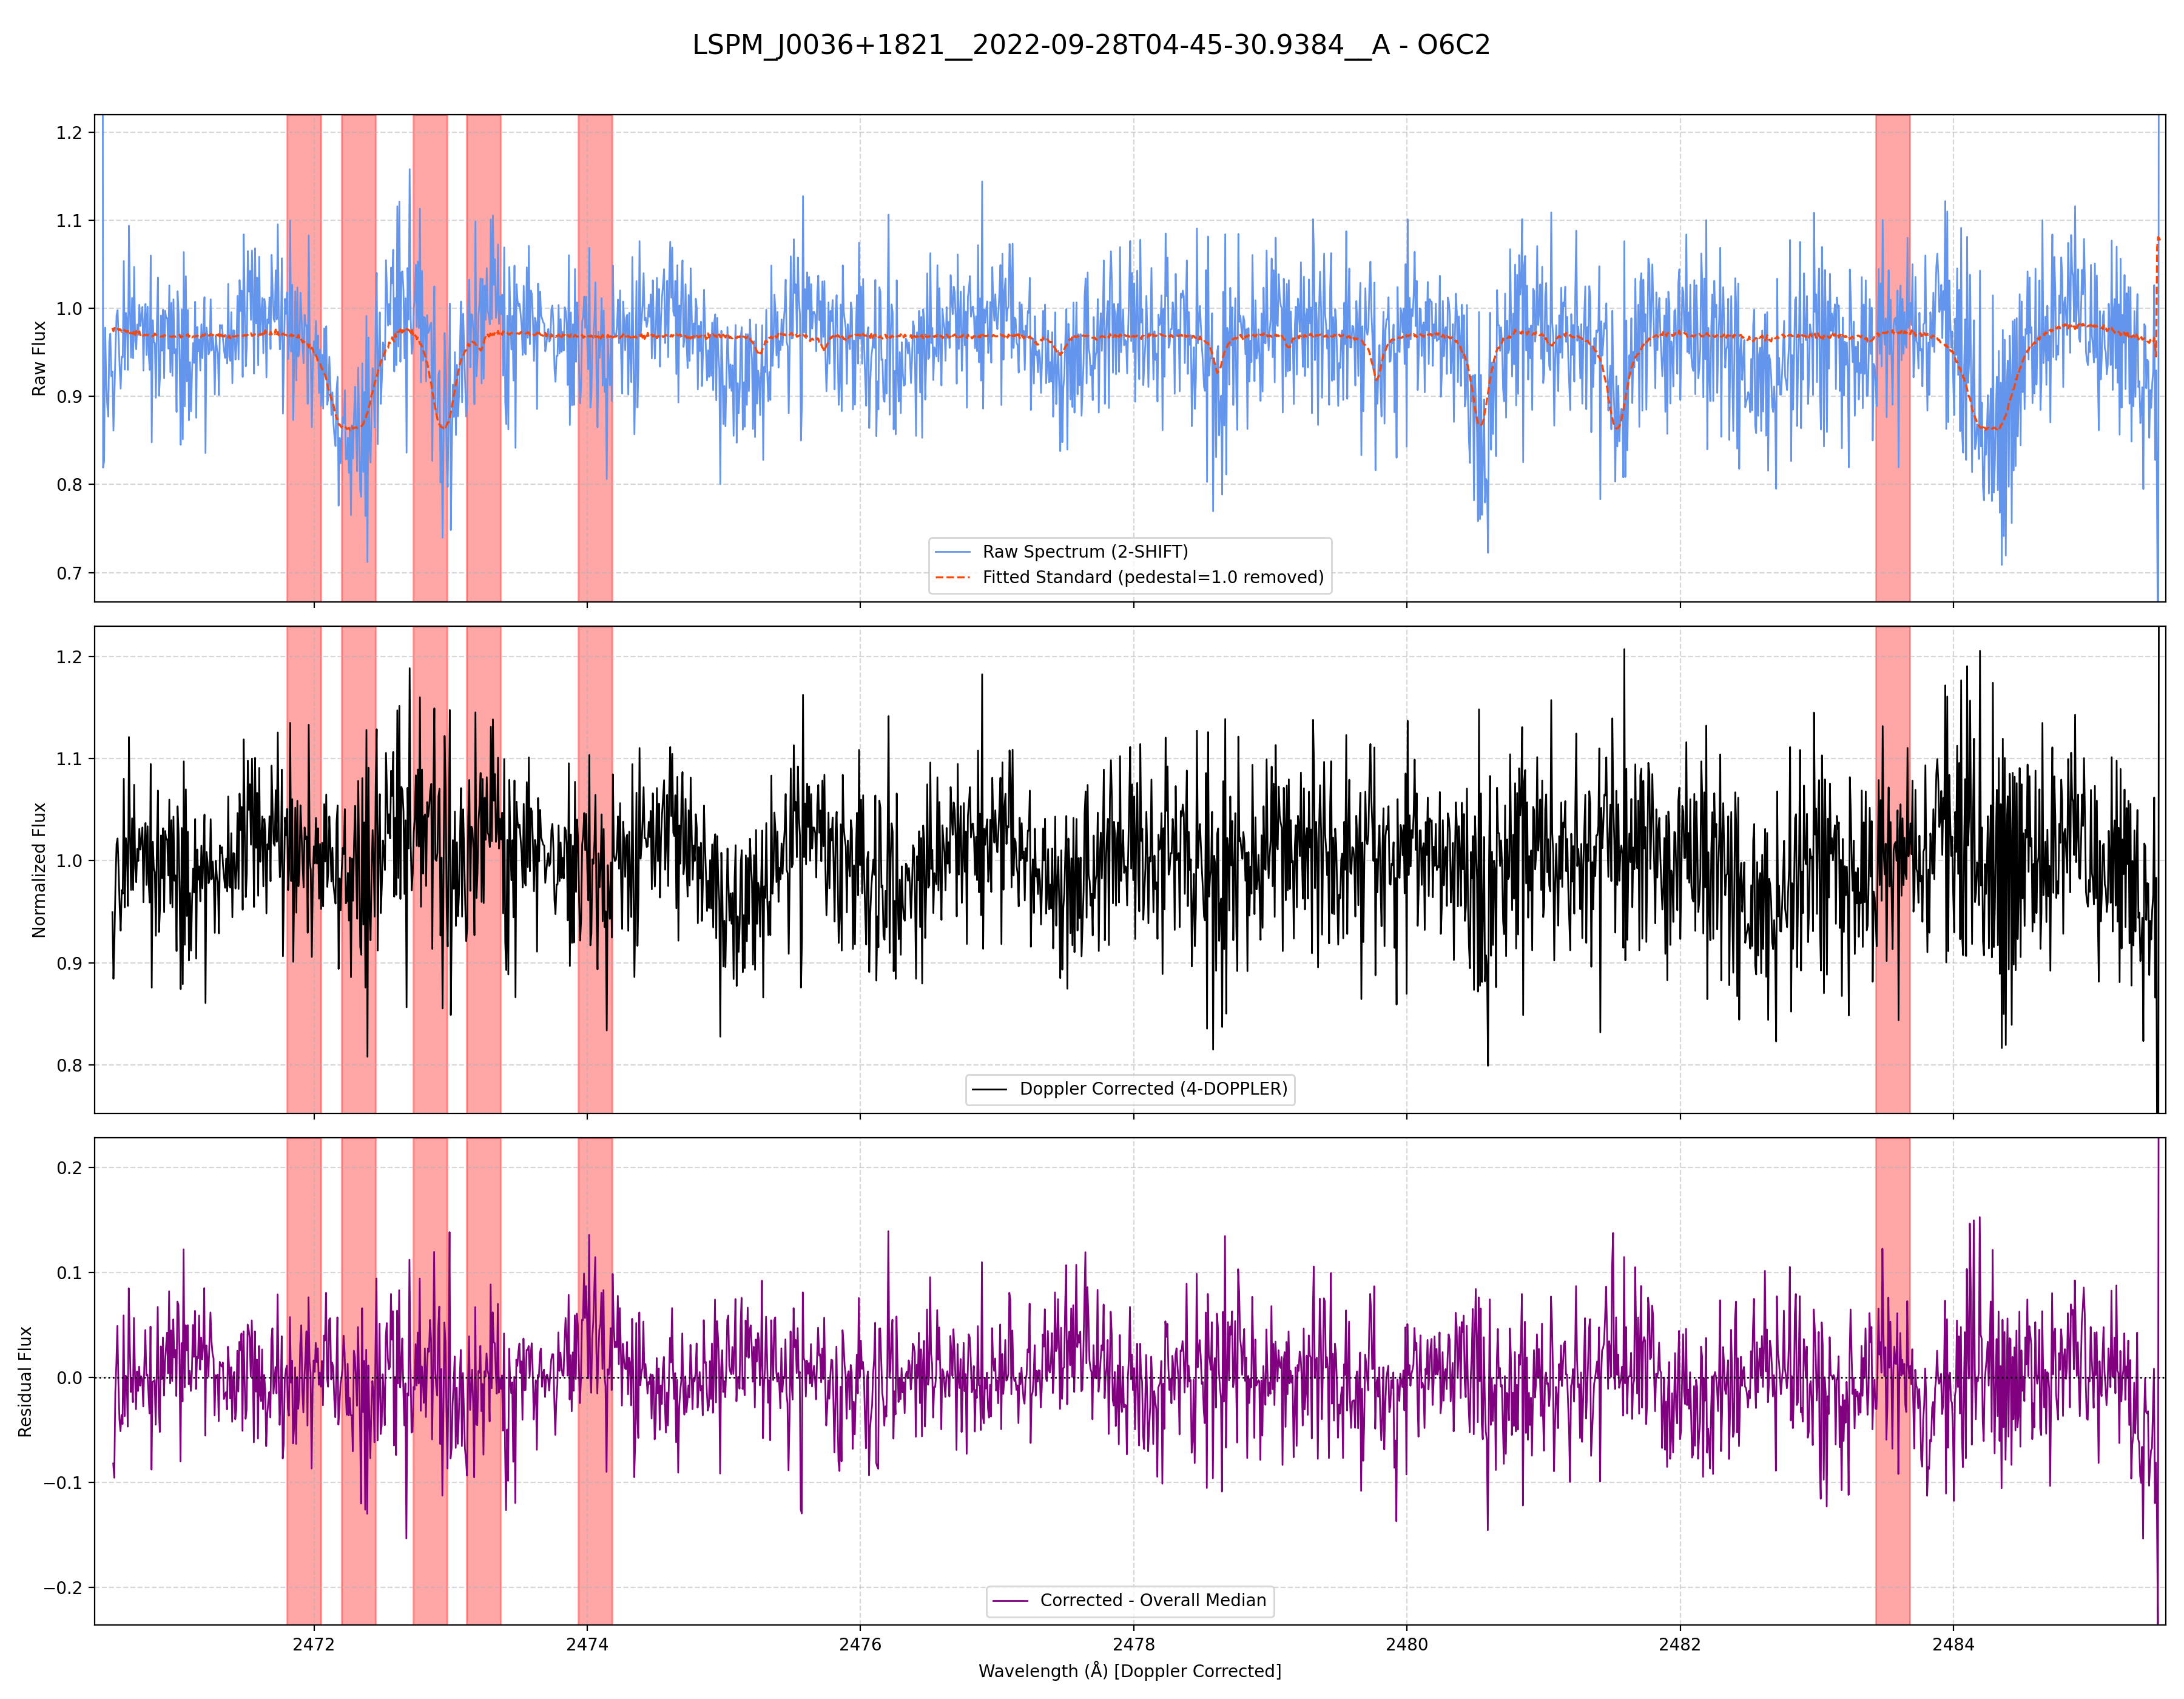 LSPM_J0036+1821__2022-09-28T04-45-30.9384__A - O6C2
1.2
1.1
1.0
0.9
0.8
0.7
Raw Flux
Raw Spectrum (2-SHIFT)
Fitted Standard (pedestal=1.0 removed)
1.2
1.1
1.0
0.9
0.8
Normalized Flux
Doppler Corrected (4-DOPPLER)
0.2
0.1
0.0
−0.1
−0.2
Residual Flux
Corrected - Overall Median
2472 2474 2476 2478 2480 2482 2484
Wavelength (Å) [Doppler Corrected]